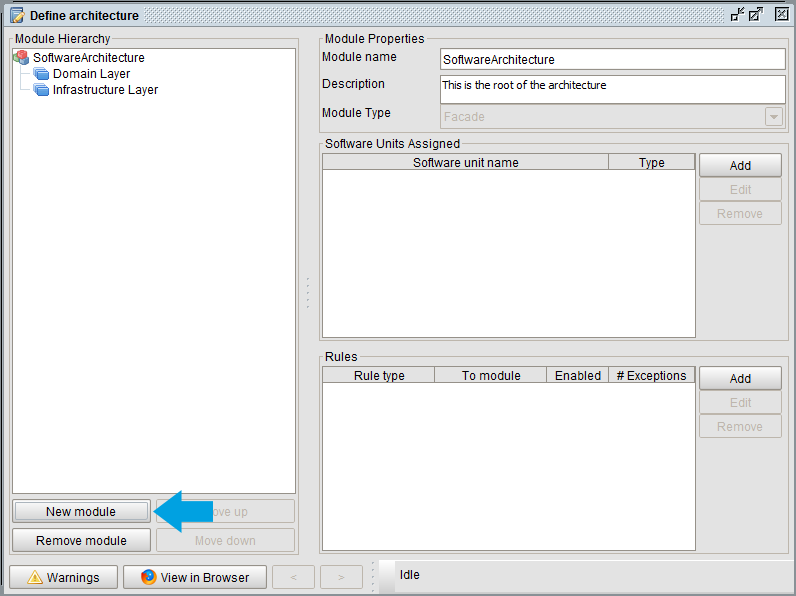 Define architecture
Module Hierarchy
SoftwareArchitecture
Domain Layer
Infrastructure Layer
New module
ove up
Remove module
Move down
Module Properties
Module name
SoftwareArchitecture
Description
This is the root of the architecture
Module Type
Facade
Software Units Assigned
Software unit name Type
Add
Edit
Remove
Rules
Rule type To module Enabled # Exceptions
Add
Edit
Remove
Warnings View in Browser < > Idle